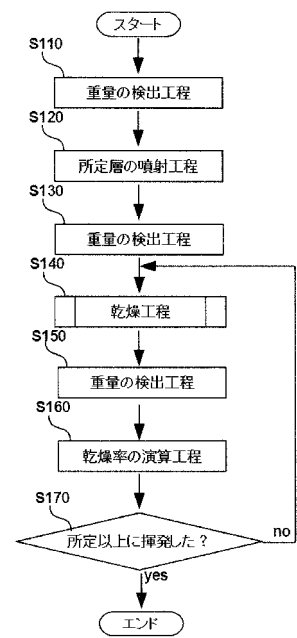 スタート
S110
重量の検出工程
S120
所定層の噴射工程
S130
重量の検出工程
S140
乾燥工程
S150
重量の検出工程
S160
乾燥率の演算工程
S170
所定以上に揮発した？
no
yes
エンド